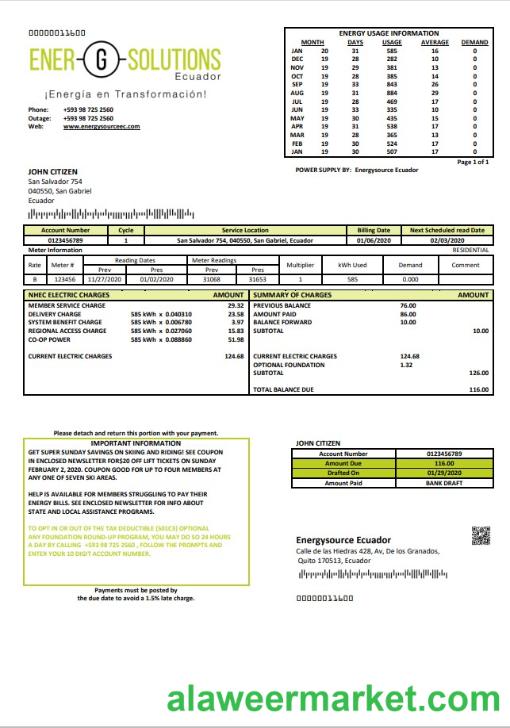 00000011600
ENER-G-SOLUTIONS
Ecuador
¡Energía en Transformación!
Phone: +593 98 725 2560
Outage: +593 98 725 2560
Web: www.energysourceec.com
ENERGY USAGE INFORMATION
MONTH DAYS USAGE AVERAGE DEMAND
JAN 20 31 585 16 0
DEC 19 28 282 10 0
NOV 19 29 381 13 0
OCT 19 28 385 14 0
SEP 19 33 843 26 0
AUG 19 31 884 29 0
JUL 19 28 469 17 0
JUN 19 33 335 10 0
MAY 19 30 435 15 0
APR 19 31 538 17 0
MAR 19 28 365 13 0
FEB 19 30 524 17 0
JAN 19 30 507 17 0
Page 1 of 1
POWER SUPPLY BY: Energysource Ecuador
JOHN CITIZEN
San Salvador 754
040550, San Gabriel
Ecuador
Account Number Cycle Service Location Billing Date Next Scheduled read Date
0123456789 1 San Salvador 754, 040550, San Gabriel, Ecuador 01/06/2020 02/03/2020
Meter Information RESIDENTIAL
Rate Meter # Reading Dates Meter Readings Multiplier kWh Used Demand Comment
Prev Pres Prev Pres
B 123456 11/27/2020 01/02/2020 31068 31653 1 585 0.000
NHEC ELECTRIC CHARGES AMOUNT
MEMBER SERVICE CHARGE 29.32
DELIVERY CHARGE 585 kWh x 0.040310 23.58
SYSTEM BENEFIT CHARGE 585 kWh x 0.006780 3.97
REGIONAL ACCESS CHARGE 585 kWh x 0.027060 15.83
CO-OP POWER 585 kWh x 0.088860 51.98
CURRENT ELECTRIC CHARGES 124.68
SUMMARY OF CHARGES AMOUNT
PREVIOUS BALANCE 76.00
AMOUNT PAID 86.00
BALANCE FORWARD 10.00
SUBTOTAL 10.00
CURRENT ELECTRIC CHARGES 124.68
OPTIONAL FOUNDATION 1.32
SUBTOTAL 126.00
TOTAL BALANCE DUE 116.00
Please detach and return this portion with your payment.
IMPORTANT INFORMATION
GET SUPER SUNDAY SAVINGS ON SKIING AND RIDING! SEE COUPON
IN ENCLOSED NEWSLETTER FOR$20 OFF LIFT TICKETS ON SUNDAY
FEBRUARY 2, 2020. COUPON GOOD FOR UP TO FOUR MEMBERS AT
ANY ONE OF SEVEN SKI AREAS.
HELP IS AVAILABLE FOR MEMBERS STRUGGLING TO PAY THEIR
ENERGY BILLS. SEE ENCLOSED NEWSLETTER FOR INFO ABOUT
STATE AND LOCAL ASSISTANCE PROGRAMS.
TO OPT IN OR OUT OF THE TAX DEDUCTIBLE (501C3) OPTIONAL
ANY FOUNDATION ROUND-UP PROGRAM, YOU MAY DO SO 24 HOURS
A DAY BY CALLING +593 98 725 2560 , FOLLOW THE PROMPTS AND
ENTER YOUR 10 DIGIT ACCOUNT NUMBER.
Payments must be posted by
the due date to avoid a 1.5% late charge.
JOHN CITIZEN
Account Number 0123456789
Amount Due 116.00
Drafted On 01/29/2020
Amount Paid BANK DRAFT
Energysource Ecuador
Calle de las Hiedras 428, Av, De los Granados,
Quito 170513, Ecuador
00000011600
alaweermarket.com